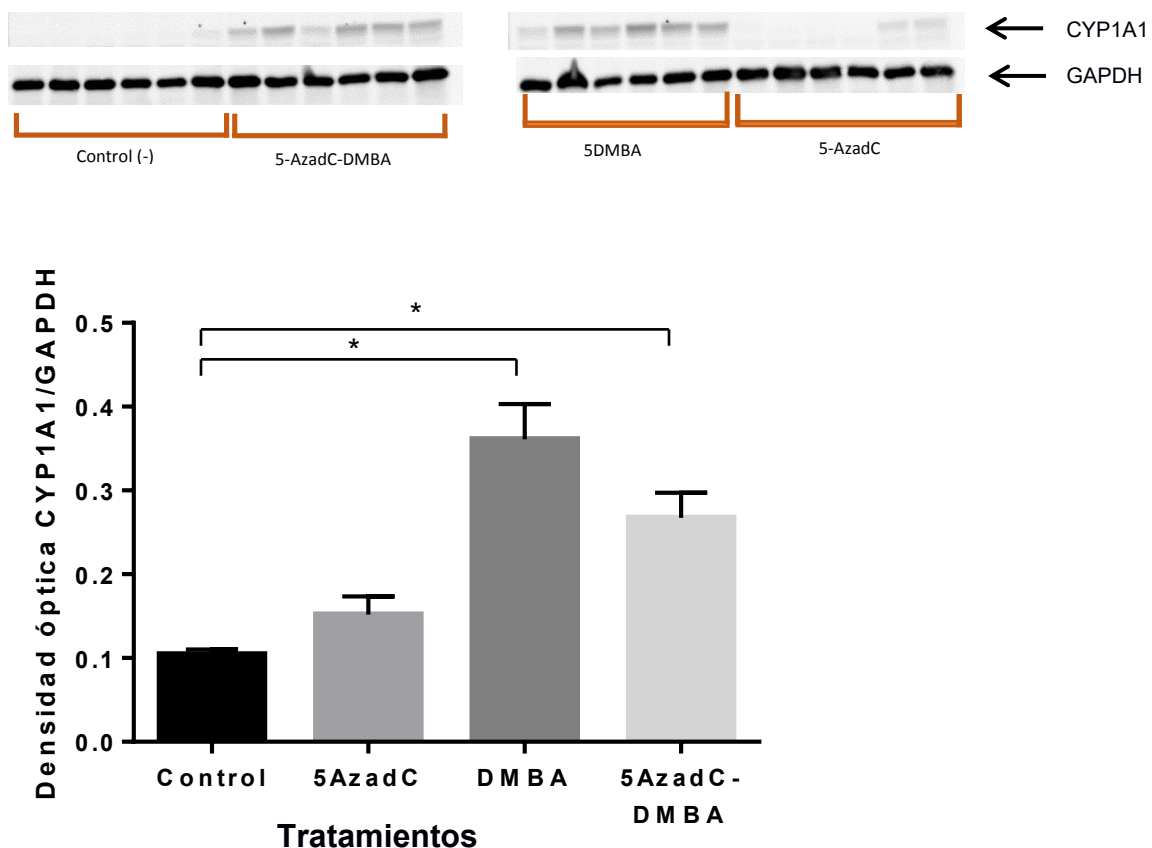 CYP1A1
GAPDH
Control (-)
5-AzadC-DMBA
5DMBA
5-AzadC
Densidad óptica CYP1A1/GAPDH
0.5
0.4
0.3
0.2
0.1
0.0
*
*
Control
5AzadC
DMBA
5AzadC-
DMBA
Tratamientos